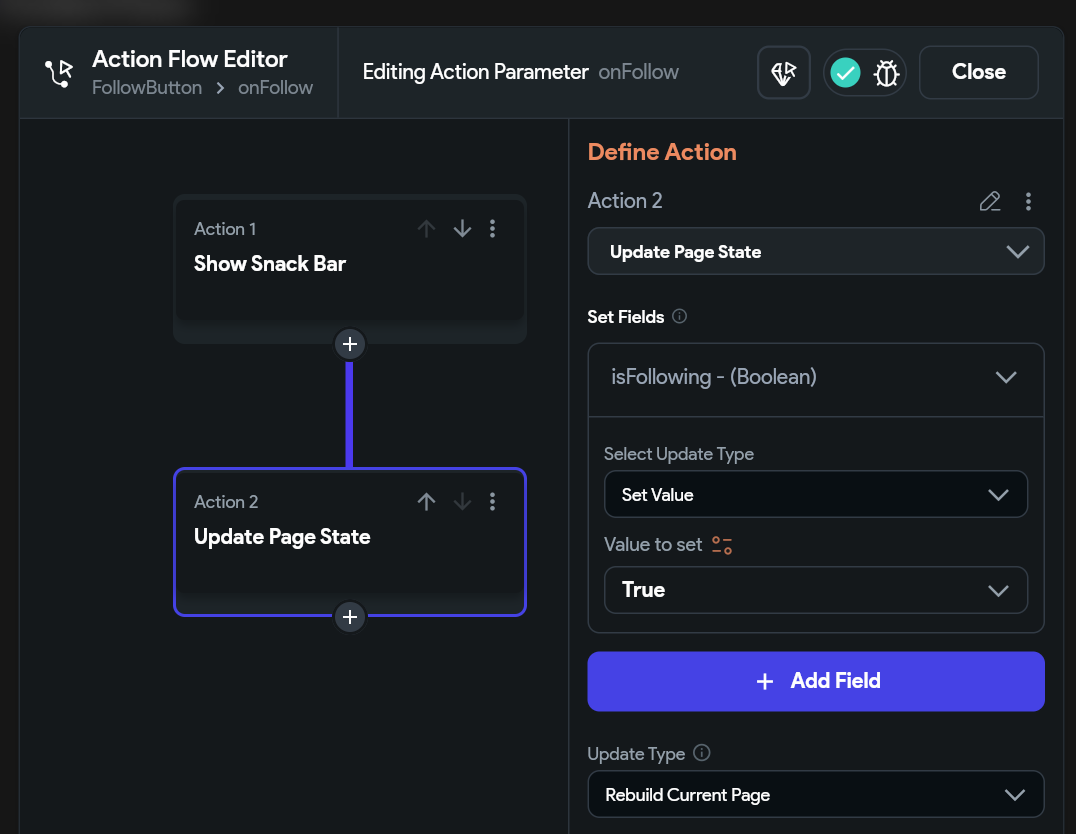 Action Flow Editor
FollowButton > onFollow
Editing Action Parameter onFollow
Close
Action 1
Show Snack Bar
Action 2
Update Page State
Define Action
Action 2
Update Page State
Set Fields
isFollowing - (Boolean)
Select Update Type
Set Value
Value to set
True
+ Add Field
Update Type
Rebuild Current Page